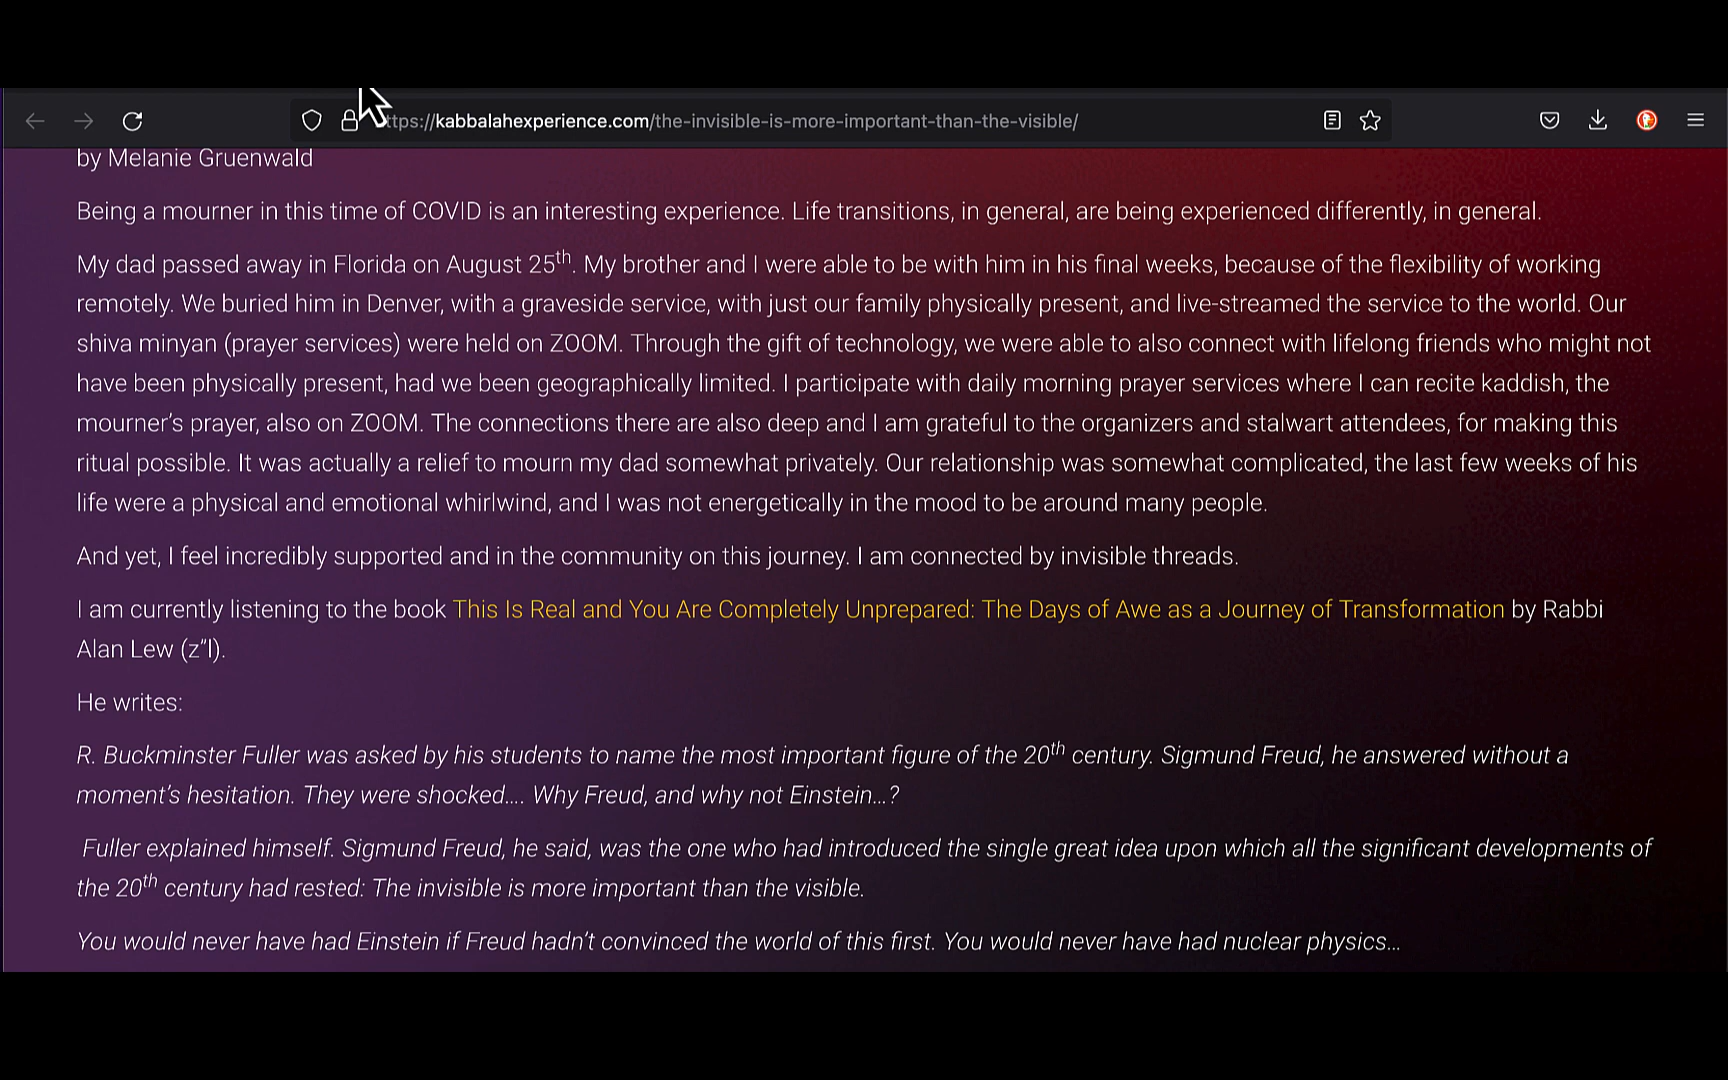 ttps://kabbalahexperience.com/the-invisible-is-more-important-than-the-visible/
by Melanie Gruenwald
Being a mourner in this time of COVID is an interesting experience. Life transitions, in general, are being experienced differently, in general.
My dad passed away in Florida on August 25th. My brother and I were able to be with him in his final weeks, because of the flexibility of working
remotely. We buried him in Denver, with a graveside service, with just our family physically present, and live-streamed the service to the world. Our
shiva minyan (prayer services) were held on ZOOM. Through the gift of technology, we were able to also connect with lifelong friends who might not
have been physically present, had we been geographically limited. I participate with daily morning prayer services where I can recite kaddish, the
mourner’s prayer, also on ZOOM. The connections there are also deep and I am grateful to the organizers and stalwart attendees, for making this
ritual possible. It was actually a relief to mourn my dad somewhat privately. Our relationship was somewhat complicated, the last few weeks of his
life were a physical and emotional whirlwind, and I was not energetically in the mood to be around many people.
And yet, I feel incredibly supported and in the community on this journey. I am connected by invisible threads.
I am currently listening to the book This Is Real and You Are Completely Unprepared: The Days of Awe as a Journey of Transformation by Rabbi
Alan Lew (z”l).
He writes:
R. Buckminster Fuller was asked by his students to name the most important figure of the 20th century. Sigmund Freud, he answered without a
moment’s hesitation. They were shocked…. Why Freud, and why not Einstein…?
Fuller explained himself. Sigmund Freud, he said, was the one who had introduced the single great idea upon which all the significant developments of
the 20th century had rested: The invisible is more important than the visible.
You would never have had Einstein if Freud hadn’t convinced the world of this first. You would never have had nuclear physics…